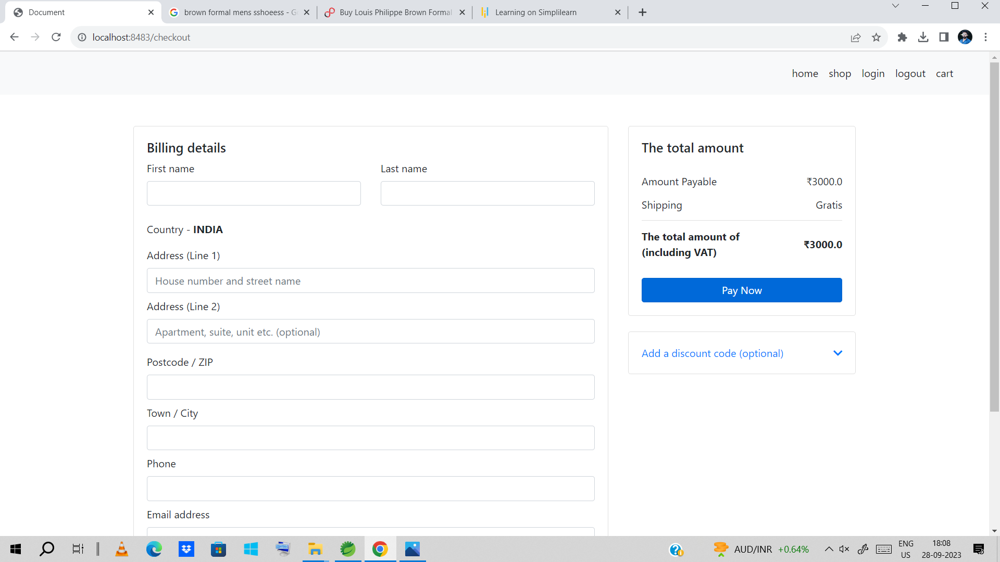 Document
brown formal mens sshoeess - G
Buy Louis Philippe Brown Formal
Learning on Simplilearn
localhost:8483/checkout
home shop login logout cart
Billing details
First name
Last name
Country - INDIA
Address (Line 1)
House number and street name
Address (Line 2)
Apartment, suite, unit etc. (optional)
Postcode / ZIP
Town / City
Phone
Email address
The total amount
Amount Payable ₹3000.0
Shipping Gratis
The total amount of
(including VAT) ₹3000.0
Pay Now
Add a discount code (optional)
AUD/INR +0.64%
ENG
US
18:08
28-09-2023